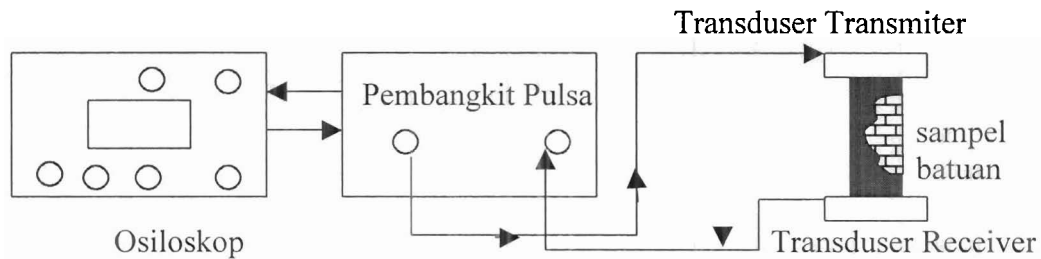 Transduser Transmiter
Pembangkit Pulsa
sampel
batuan
Osiloskop
Transduser Receiver